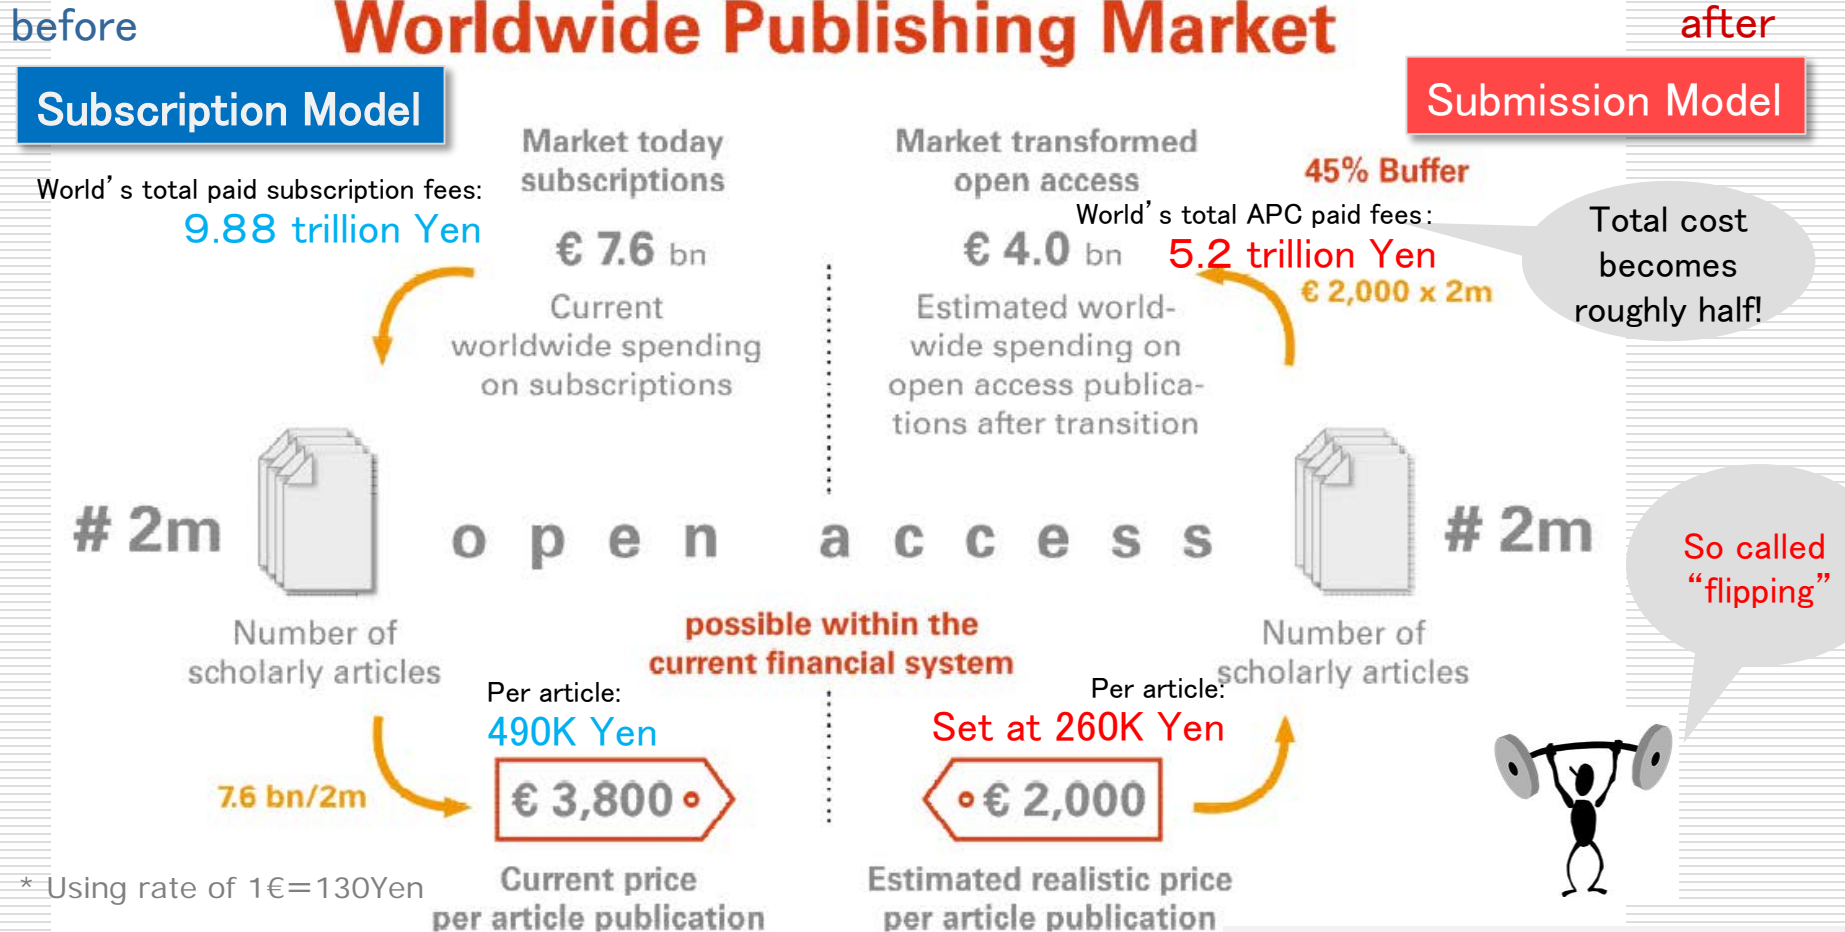 before
Worldwide Publishing Market
after
Subscription Model
Submission Model
Market today
subscriptions
Market transformed
open access
45% Buffer
World's total paid subscription fees:
9.88 trillion Yen
€ 7.6 bn
€ 4.0 bn
World's total APC paid fees:
5.2 trillion Yen
€ 2,000 x 2m
Total cost
becomes
roughly half!
Current
worldwide spending
on subscriptions
Estimated world-
wide spending on
open access publica-
tions after transition
# 2m
open access
# 2m
So called
“flipping”
Number of
scholarly articles
possible within the
current financial system
Number of
scholarly articles
Per article:
490K Yen
Per article:
Set at 260K Yen
7.6 bn/2m
€ 3,800
€ 2,000
* Using rate of 1€=130Yen
Current price
per article publication
Estimated realistic price
per article publication